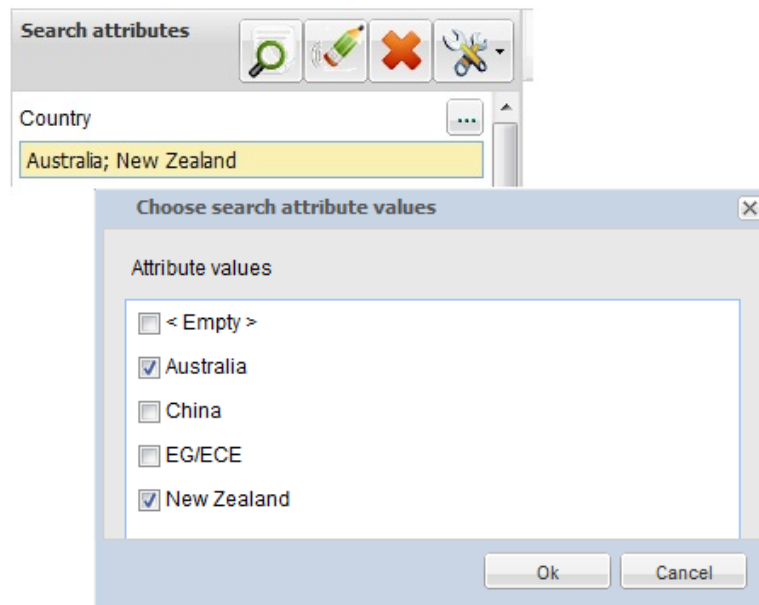 Search attributes
Country
...
Australia; New Zealand
Choose search attribute values
Attribute values
< Empty >
Australia
China
EG/ECE
New Zealand
Ok Cancel